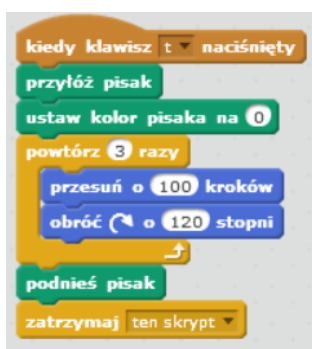 kiedy klawisz t naciśnięty
przyłóż pisak
ustaw kolor pisaka na 0
powtórz 3 razy
przesuń o 100 kroków
obróć o 120 stopni
podnieś pisak
zatrzymaj ten skrypt